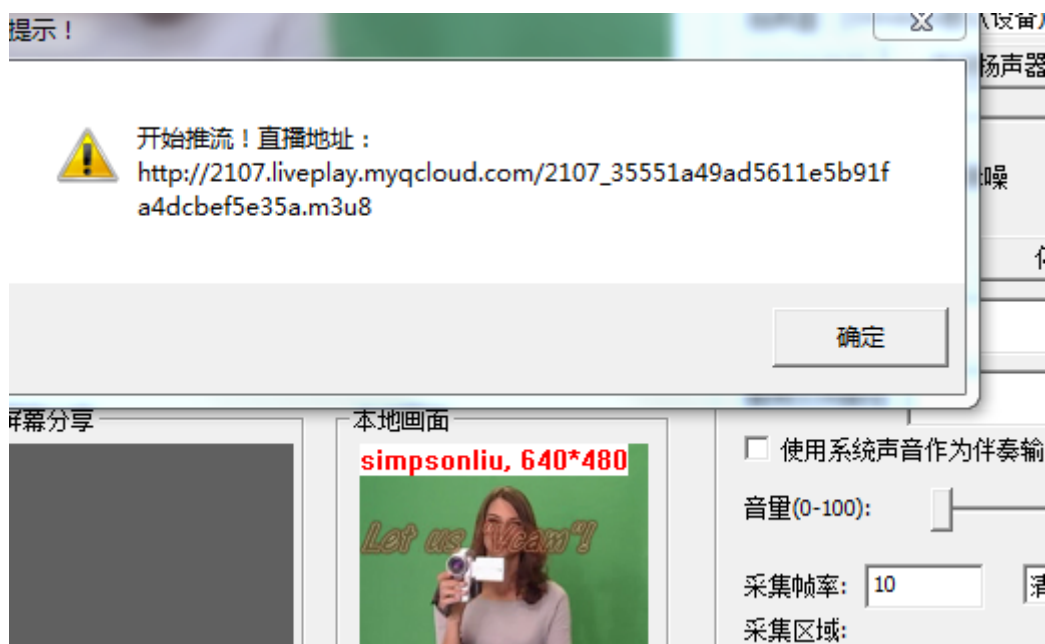 提示！
开始推流！直播地址：
http://2107.liveplay.myqcloud.com/2107_35551a49ad5611e5b91f
a4dcbef5e35a.m3u8
确定
扬声器
噪
屏幕分享
本地画面
simpsonliu, 640*480
Let us "Vcam"!
使用系统声音作为伴奏输
音量(0-100):
采集帧率: 10
清
采集区域: